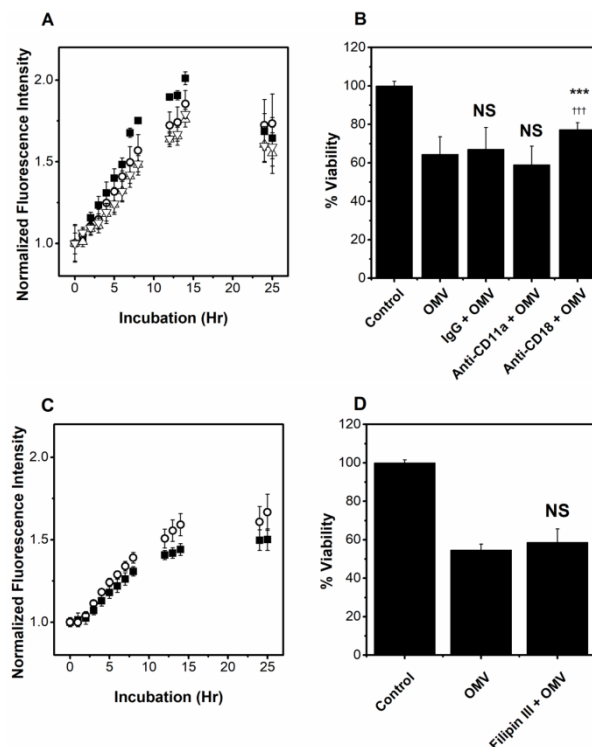 A
Normalized Fluorescence Intensity
2.0
1.5
1.0
0
5
10
15
20
25
Incubation (Hr)
B
% Viability
120
100
80
60
40
20
0
NS
NS
***
†††
Control
OMV
IgG + OMV
Anti-CD11a + OMV
Anti-CD18 + OMV
C
Normalized Fluorescence Intensity
2.0
1.5
1.0
0
5
10
15
20
25
Incubation (Hr)
D
% Viability
120
100
80
60
40
20
0
NS
Control
OMV
Filipin III + OMV